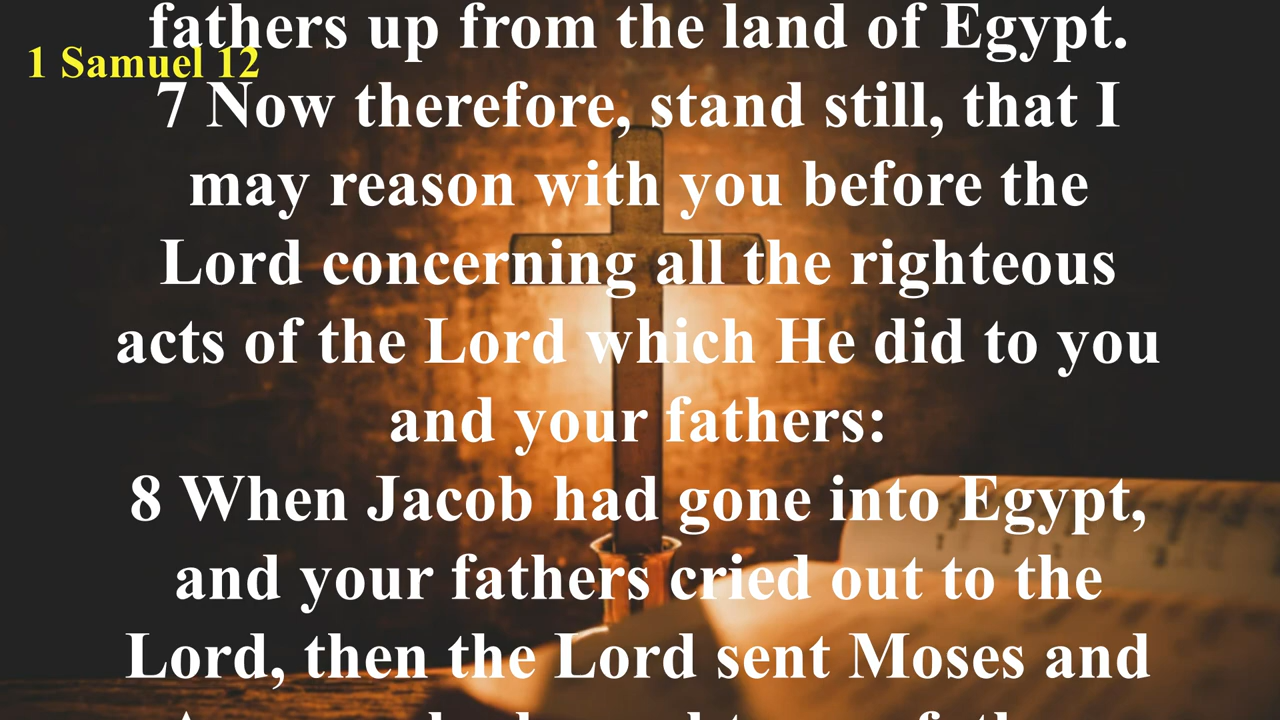 fathers up from the land of Egypt.
1 Samuel 12
7 Now therefore, stand still, that I
may reason with you before the
Lord concerning all the righteous
acts of the Lord which He did to you
and your fathers:
8 When Jacob had gone into Egypt,
and your fathers cried out to the
Lord, then the Lord sent Moses and